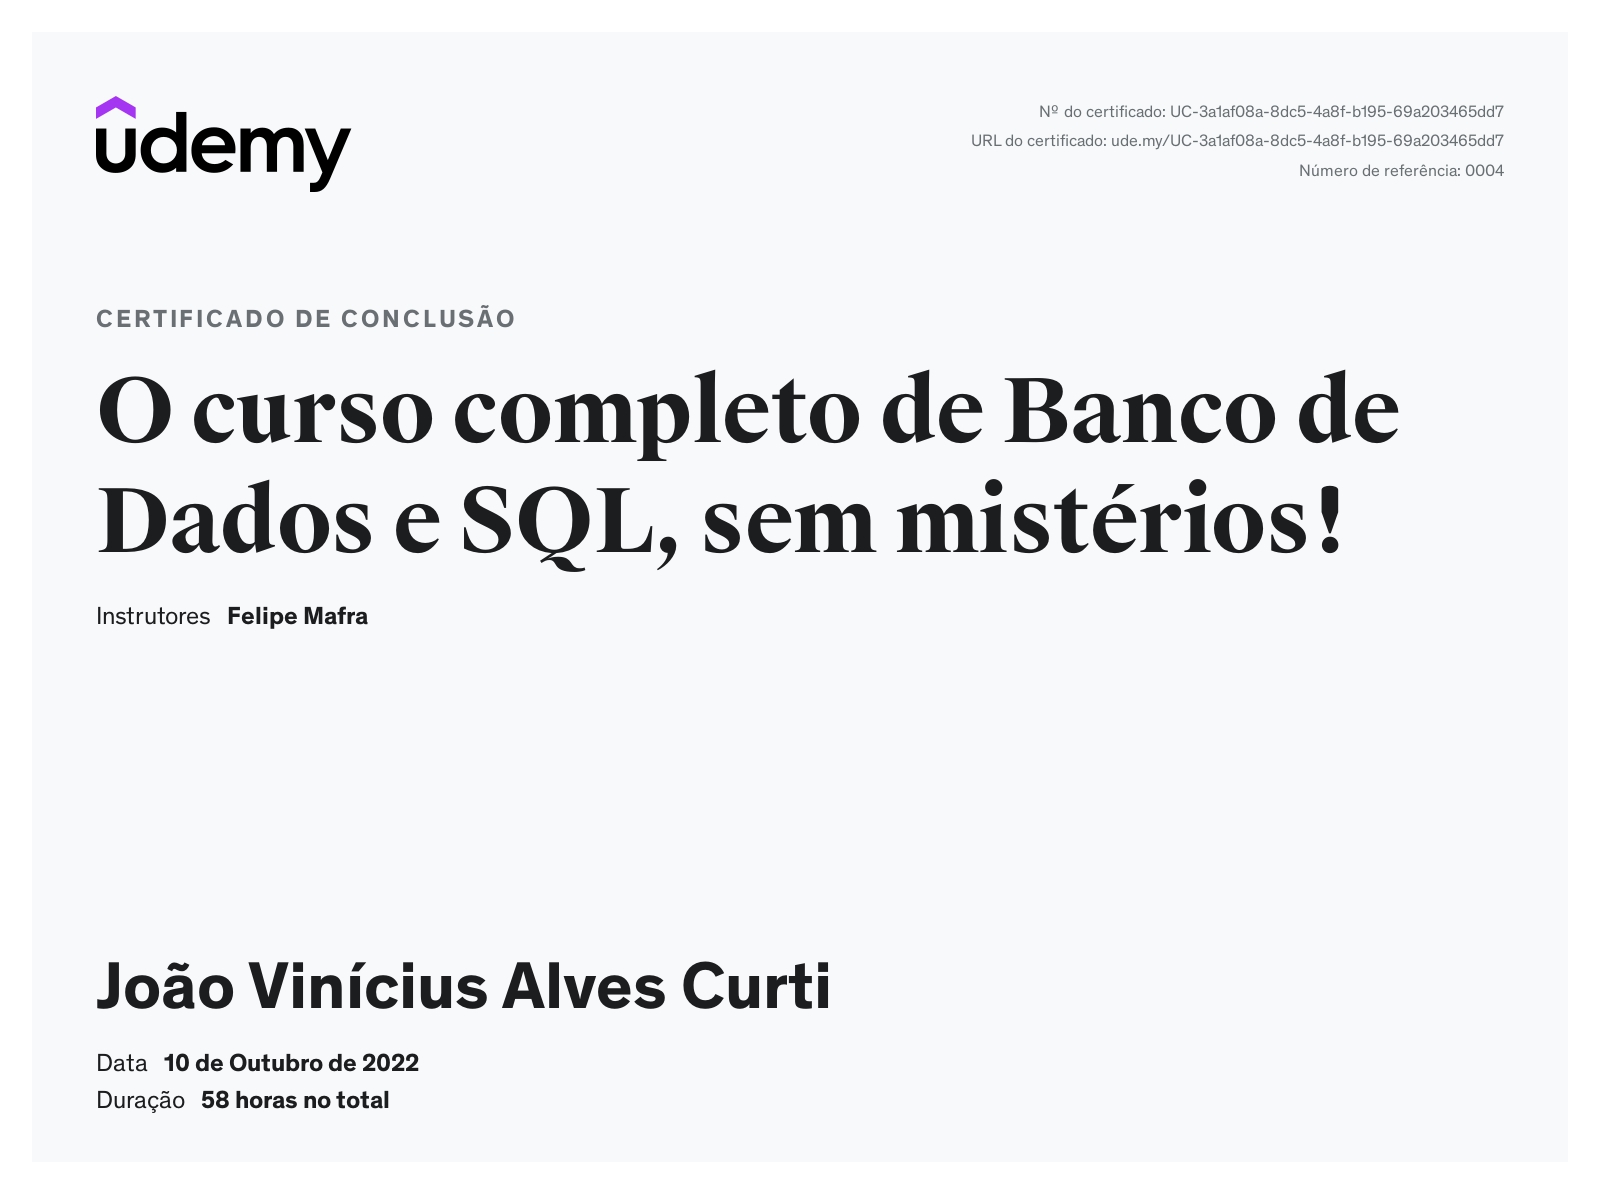 udemy
Nº do certificado: UC-3a1af08a-8dc5-4a8f-b195-69a203465dd7
URL do certificado: ude.my/UC-3a1af08a-8dc5-4a8f-b195-69a203465dd7
Número de referência: 0004
CERTIFICADO DE CONCLUSÃO
O curso completo de Banco de
Dados e SQL, sem mistérios!
Instrutores Felipe Mafra
João Vinícius Alves Curti
Data 10 de Outubro de 2022
Duração 58 horas no total